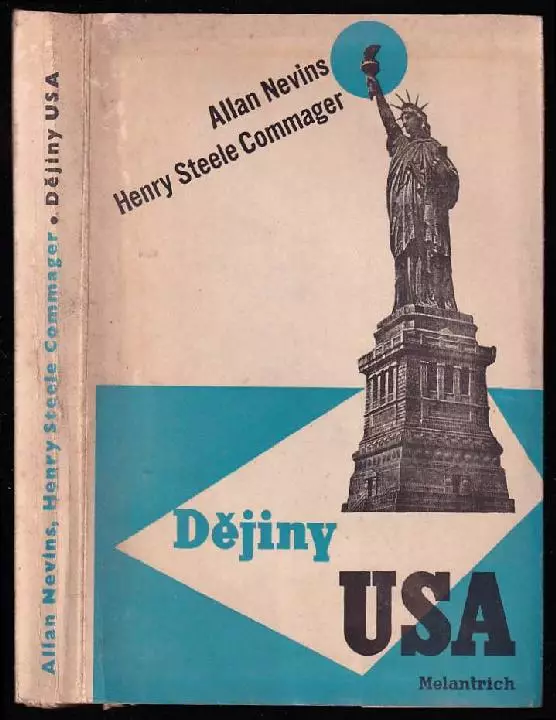 Allan Nevins, Henry Steele Commager • Dějiny USA
Allan Nevins
Henry Steele Commager
Dějiny
USA
Melantrich